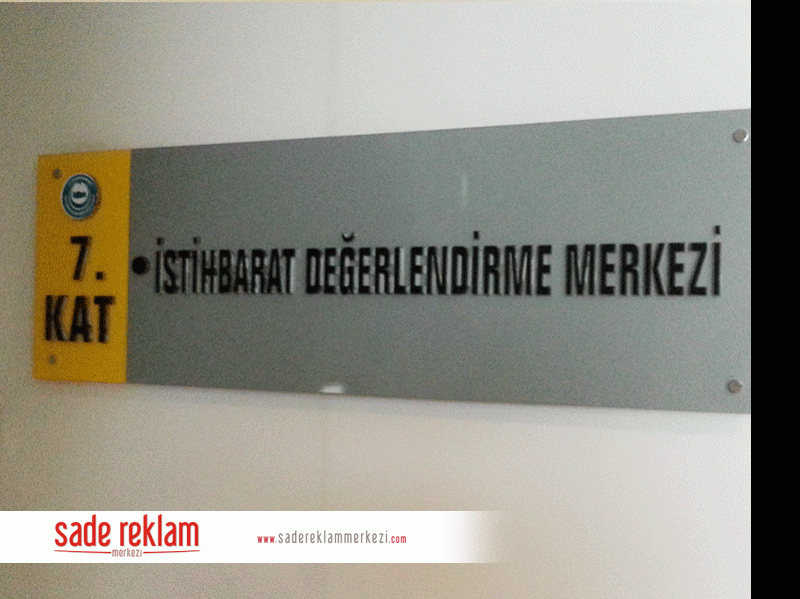 7.
KAT
İSTİHBARAT DEĞERLENDİRME MERKEZİ
sade reklam
merkezi
www.sadereklammerkezi.com